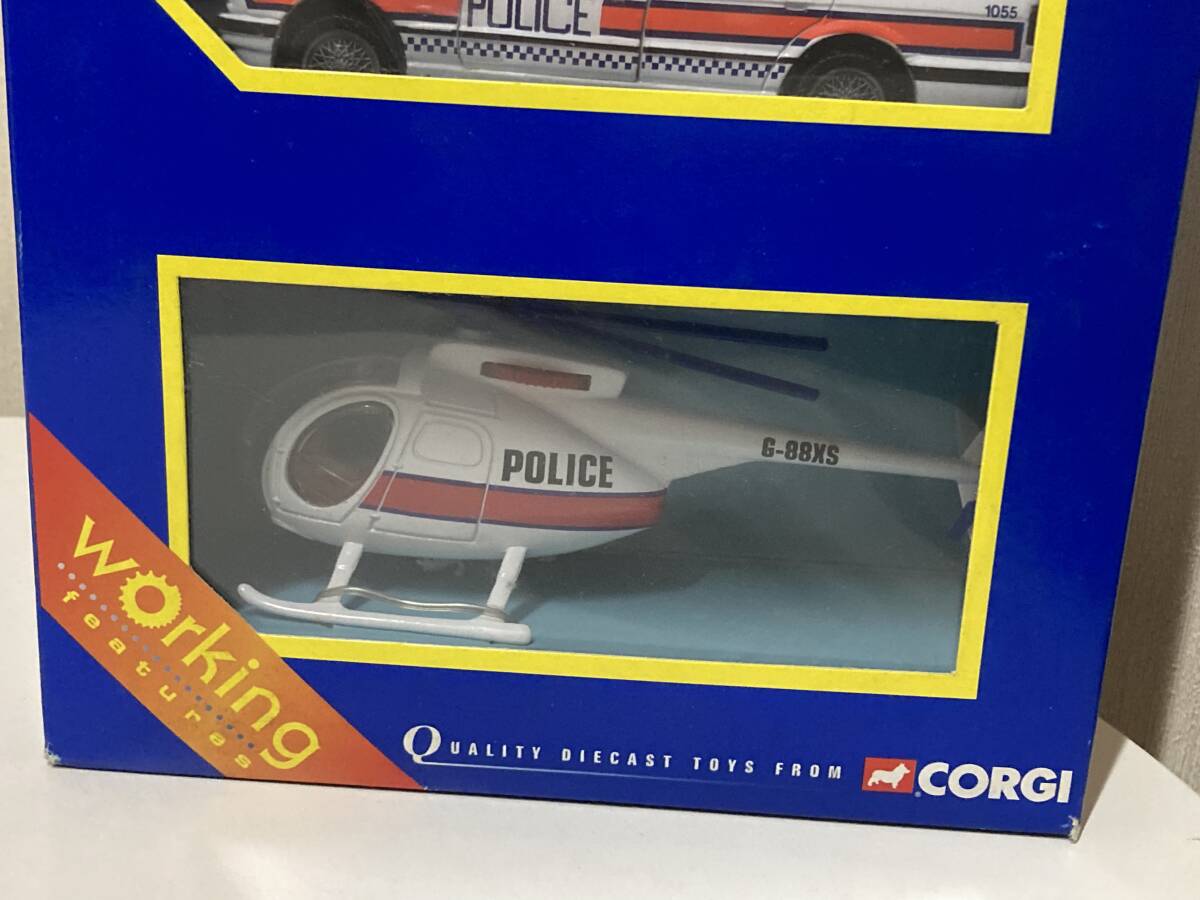 POLICE
1055
POLICE
G-88XS
working
features
QUALITY DIECAST TOYS FROM
CORGI